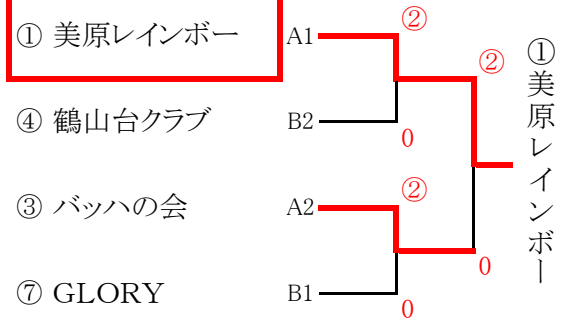 ① 美原レインボー A1 ②
②
④ 鶴山台クラブ B2 0
③ バッハの会 A2 ②
0
⑦ GLORY B1 0
①美原レインボー